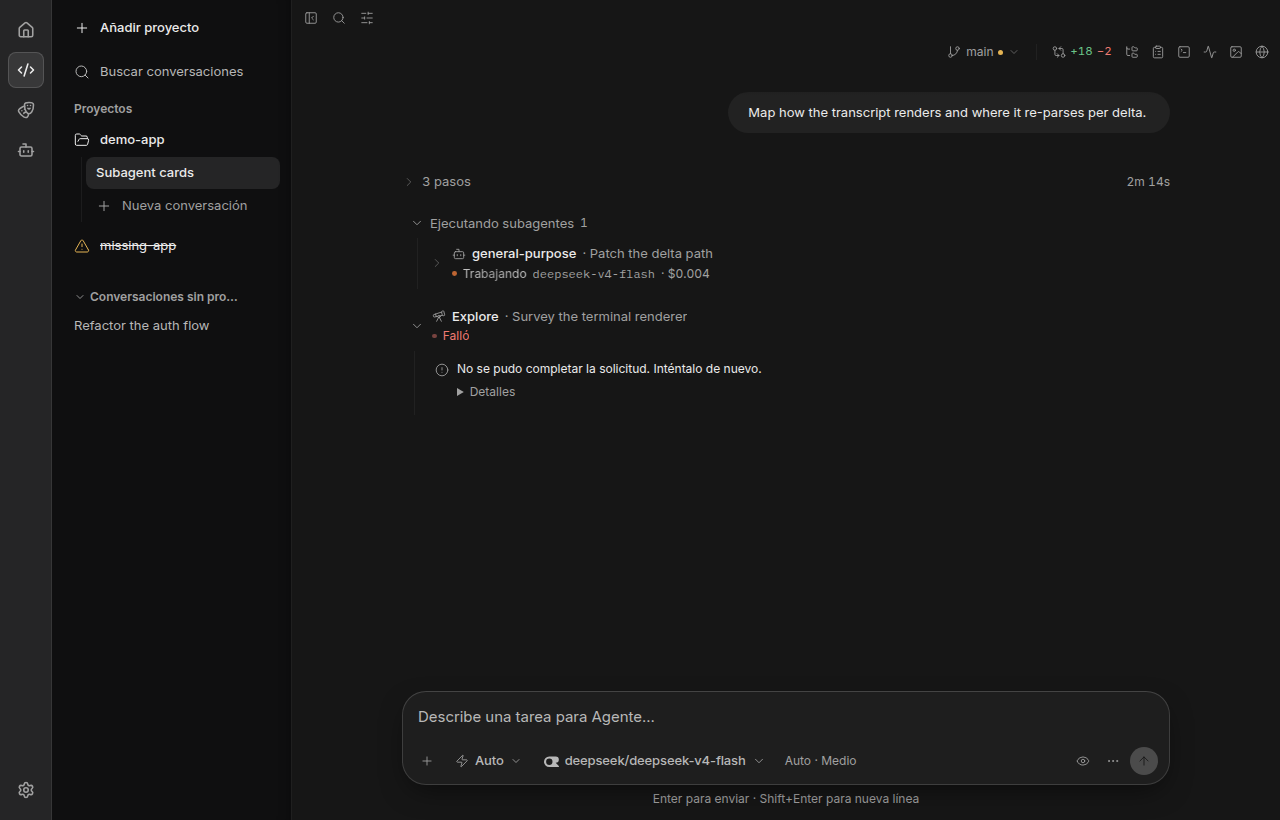 Añadir proyecto
Buscar conversaciones
Proyectos
demo-app
Subagent cards
Nueva conversación
missing-app
Conversaciones sin pro...
Refactor the auth flow
main
+18 −2
Map how the transcript renders and where it re-parses per delta.
3 pasos
2m 14s
Ejecutando subagentes 1
general-purpose · Patch the delta path
Trabajando deepseek-v4-flash · $0.004
Explore · Survey the terminal renderer
Falló
No se pudo completar la solicitud. Inténtalo de nuevo.
Detalles
Describe una tarea para Agente...
Auto
deepseek/deepseek-v4-flash
Auto · Medio
Enter para enviar · Shift+Enter para nueva línea